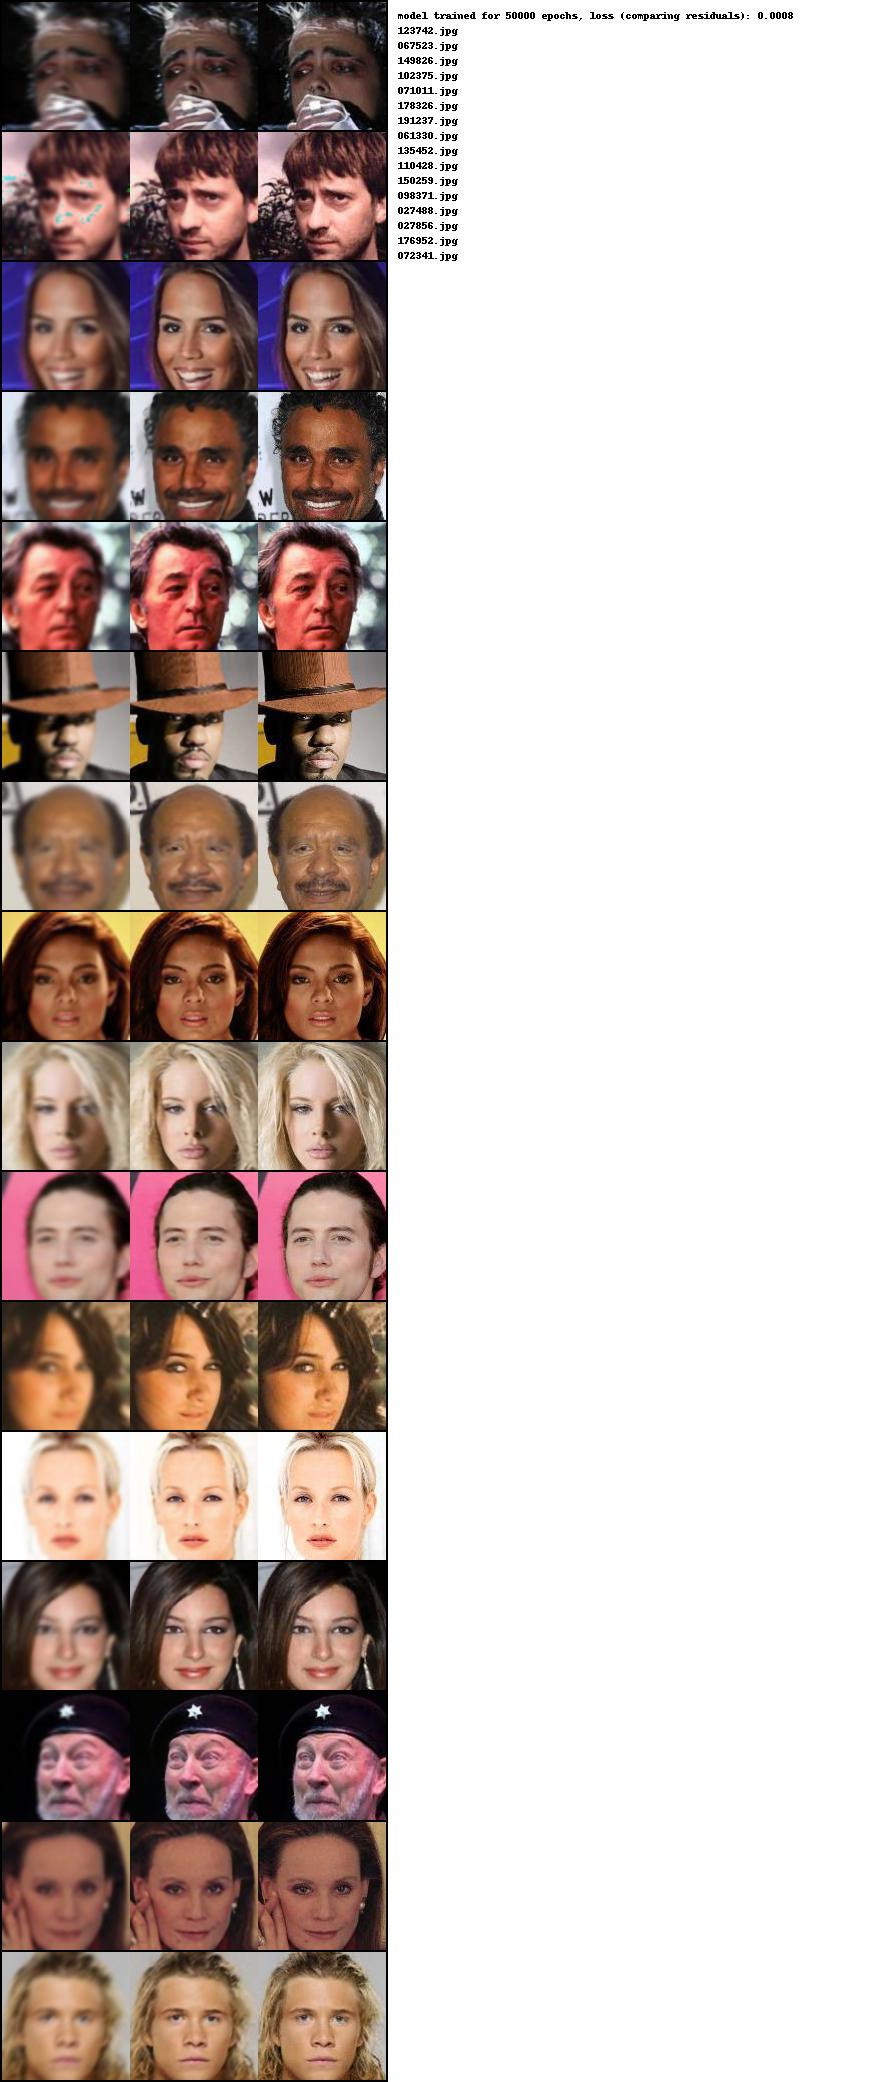 model trained for 50000 epochs, loss (comparing residuals): 0.0008
123742.jpg
067523.jpg
149826.jpg
102375.jpg
071011.jpg
178326.jpg
191237.jpg
061330.jpg
135452.jpg
110428.jpg
150259.jpg
098371.jpg
027488.jpg
027856.jpg
176952.jpg
072341.jpg
W